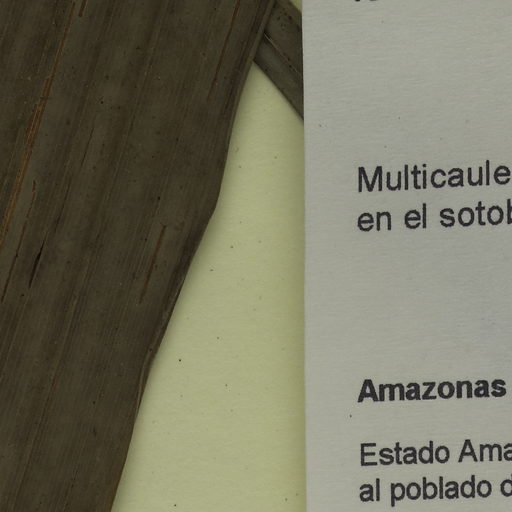 Multicaule
en el sotob
Amazonas
Estado Ama
al poblado d